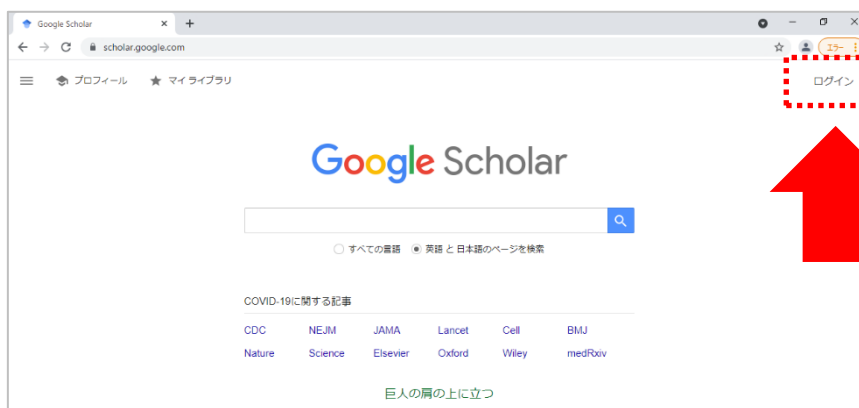 Google Scholar
scholar.google.com
エラー
プロフィール マイ ライブラリ ログイン
Google Scholar
すべての言語 英語 と 日本語のページを検索
COVID-19に関する記事
CDC NEJM JAMA Lancet Cell BMJ
Nature Science Elsevier Oxford Wiley medRxiv
巨人の肩の上に立つ